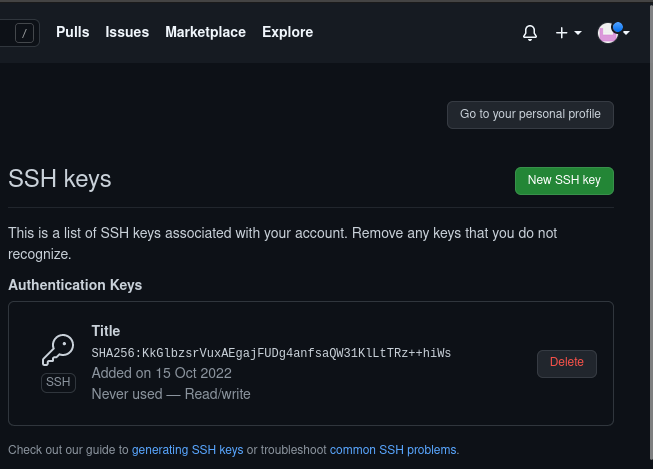 / Pulls Issues Marketplace Explore
Go to your personal profile
SSH keys
New SSH key
This is a list of SSH keys associated with your account. Remove any keys that you do not
recognize.
Authentication Keys
Title
SHA256:KkGlbzsrVuxAEgajFUDg4anfsaQW31KlLtTRz++hiWs
Added on 15 Oct 2022
Never used — Read/write
SSH
Delete
Check out our guide to generating SSH keys or troubleshoot common SSH problems.